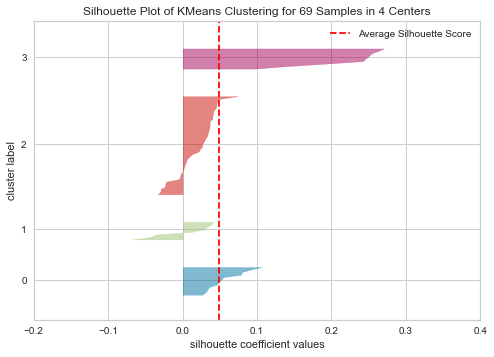 Silhouette Plot of KMeans Clustering for 69 Samples in 4 Centers
Average Silhouette Score
3
2
1
0
cluster label
-0.2
-0.1
0.0
0.1
0.2
0.3
0.4
silhouette coefficient values